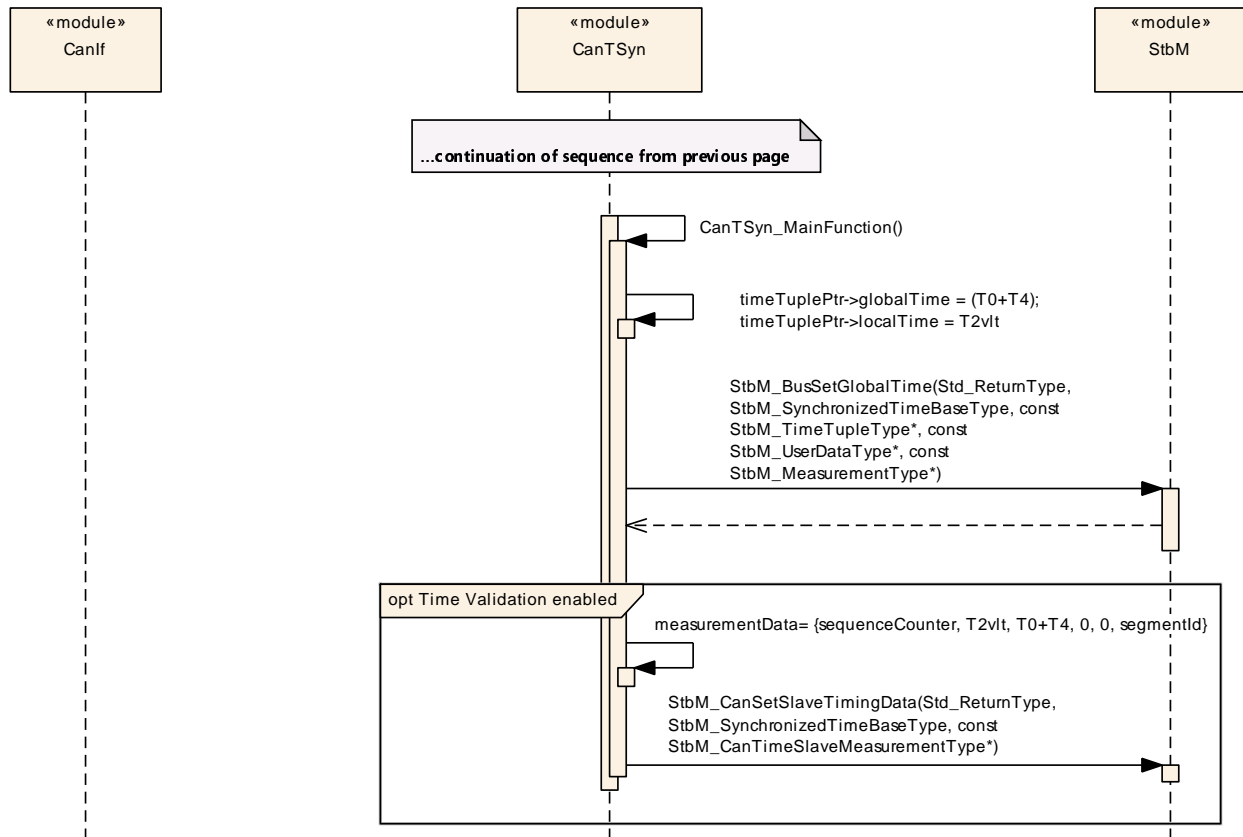 «module»
CanIf
«module»
CanTSyn
«module»
StbM
...continuation of sequence from previous page
CanTSyn_MainFunction()
timeTuplePtr->globalTime = (T0+T4);
timeTuplePtr->localTime = T2vlt
StbM_BusSetGlobalTime(Std_ReturnType,
StbM_SynchronizedTimeBaseType, const
StbM_TimeTupleType*, const
StbM_UserDataType*, const
StbM_MeasurementType*)
opt Time Validation enabled
measurementData= {sequenceCounter, T2vlt, T0+T4, 0, 0, segmentId}
StbM_CanSetSlaveTimingData(Std_ReturnType,
StbM_SynchronizedTimeBaseType, const
StbM_CanTimeSlaveMeasurementType*)